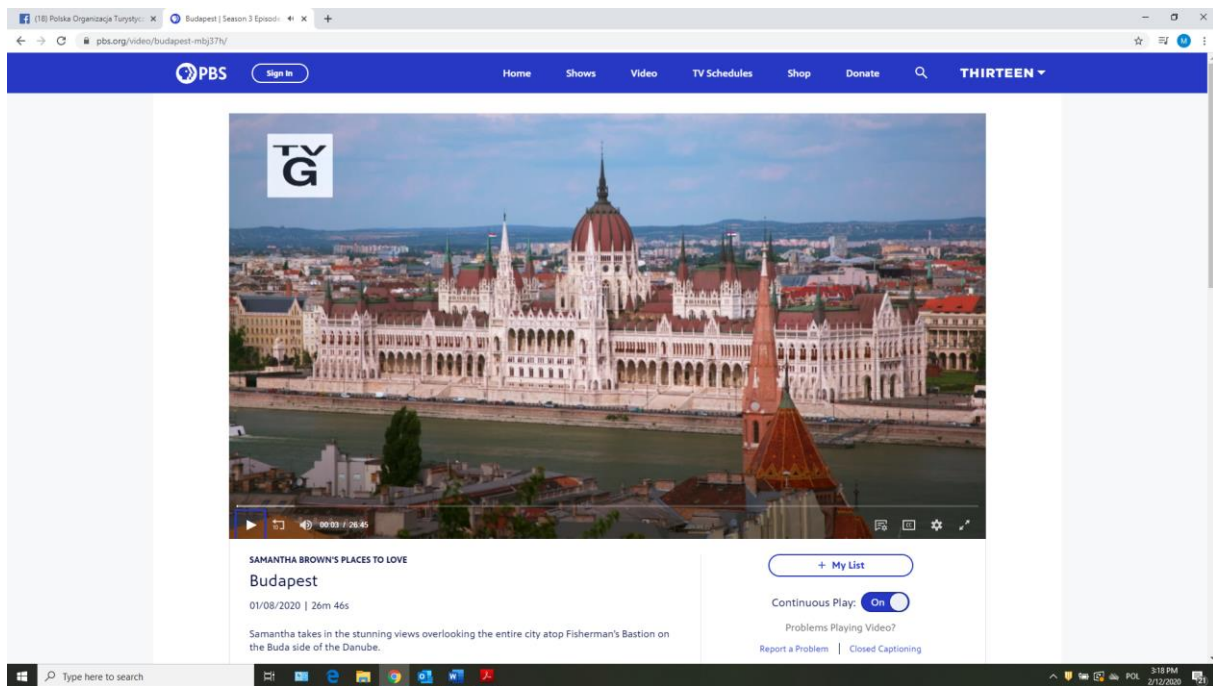 (18) Polska Organizacja Turystyc
Budapest | Season 3 Episod
pbs.org/video/budapest-mbj37h/
M
PBS
Sign In
Home Shows Video TV Schedules Shop Donate THIRTEEN
TV
G
10
00:03 / 26:45
CC
SAMANTHA BROWN'S PLACES TO LOVE
Budapest
01/08/2020 | 26m 46s
Samantha takes in the stunning views overlooking the entire city atop Fisherman's Bastion on
the Buda side of the Danube.
+ My List
Continuous Play: On
Problems Playing Video?
Report a Problem | Closed Captioning
Type here to search
POL
3:18 PM
2/12/2020
21